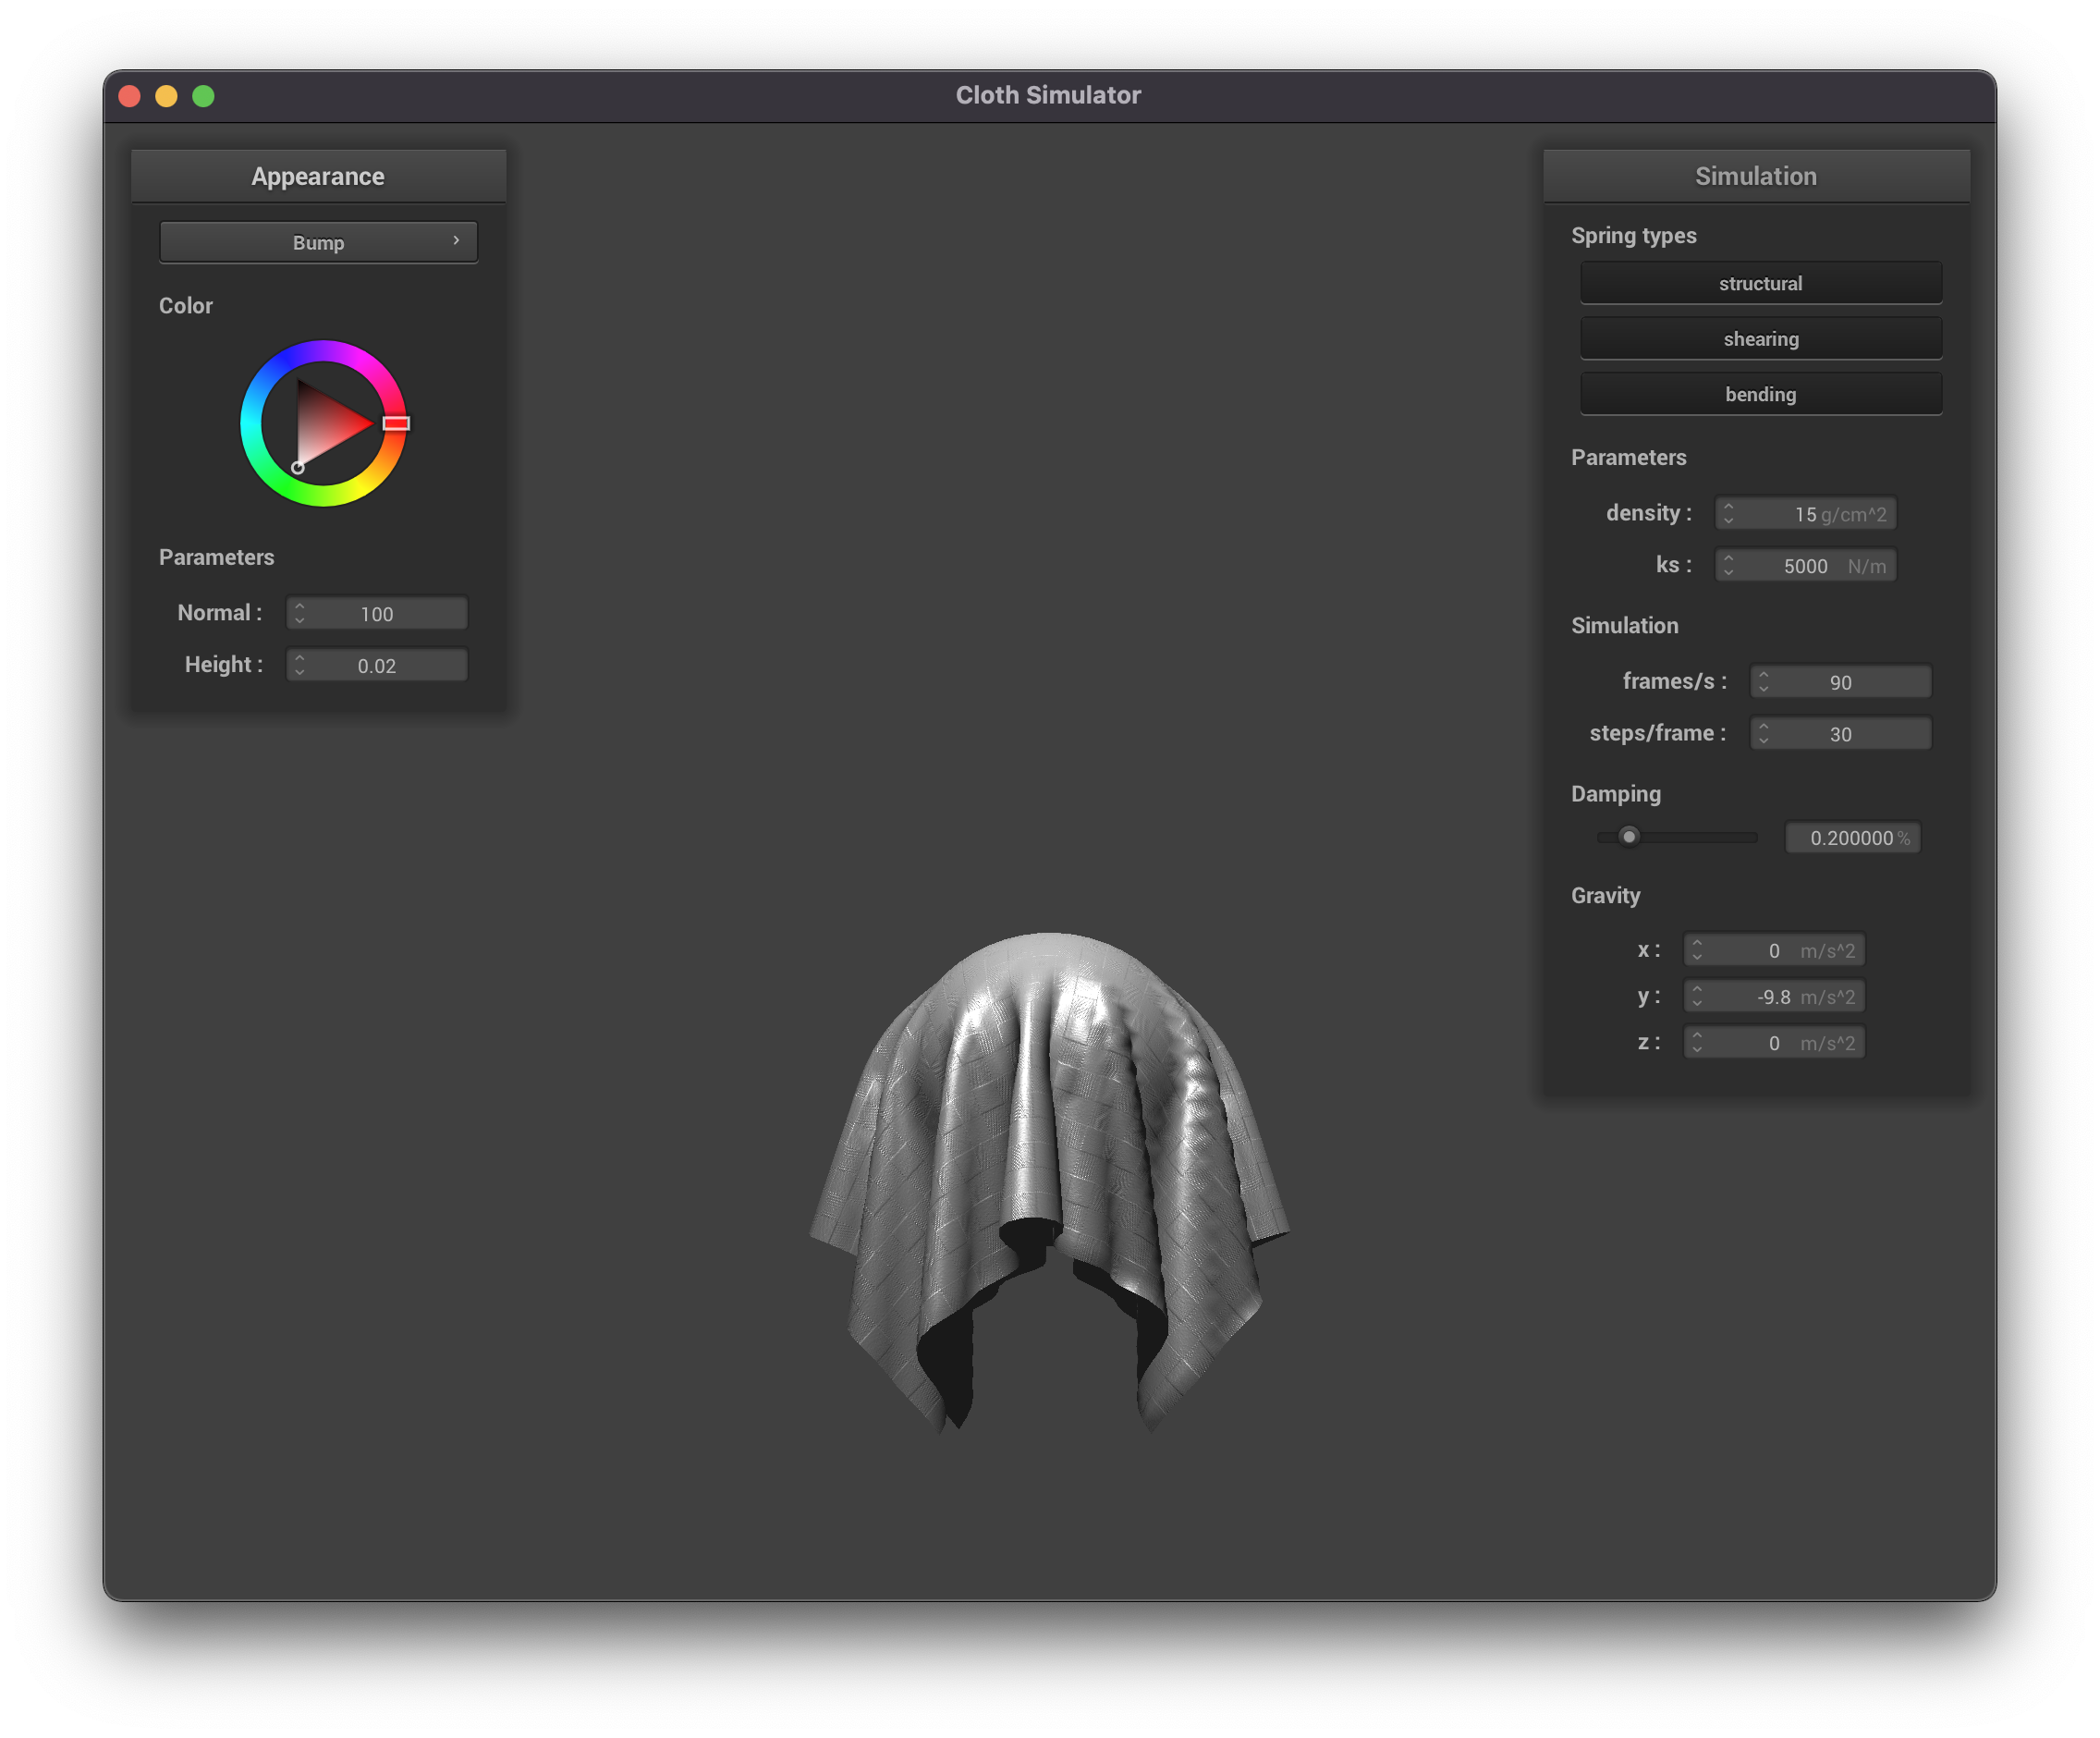 Cloth Simulator
Appearance
Bump
Color
Parameters
Normal : 100
Height : 0.02
Simulation
Spring types
structural
shearing
bending
Parameters
density : 15 g/cm^2
ks : 5000 N/m
Simulation
frames/s : 90
steps/frame : 30
Damping
0.200000 %
Gravity
x : 0 m/s^2
y : -9.8 m/s^2
z : 0 m/s^2